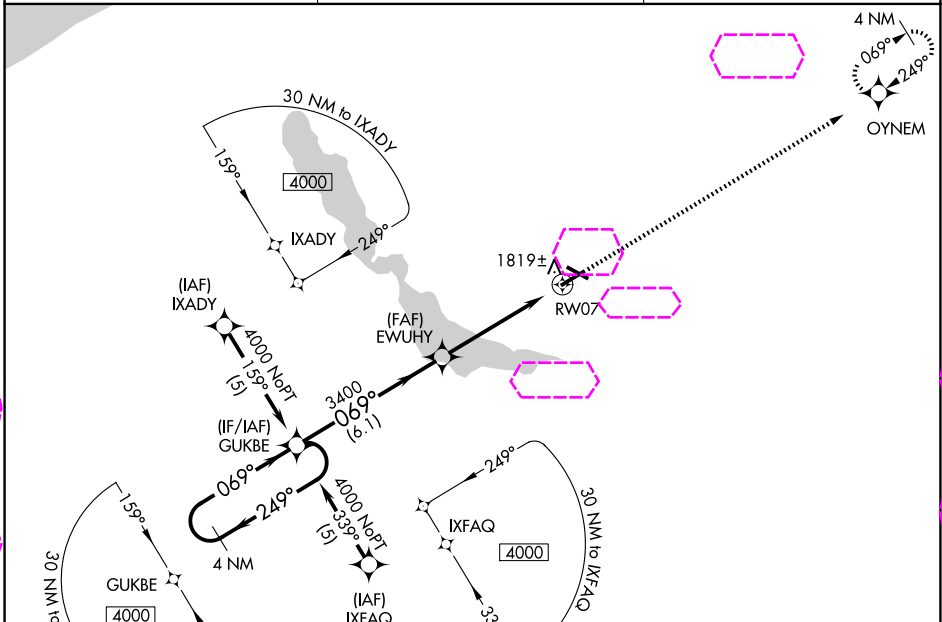 4 NM
069°
249°
OYNEM
30 NM to IXADY
159°
4000
249°
IXADY
1819±
RW07
(IAF)
IXADY
4000 NoPT
159°
(5)
(FAF)
EWUHY
3400
069°
(6.1)
(IF/IAF)
GUKBE
069°
249°
4 NM
4000 NoPT
339°
(5)
(IAF)
IXFAQ
249°
IXFAQ
4000
30 NM to IXFAQ
159°
GUKBE
4000
30 NM to